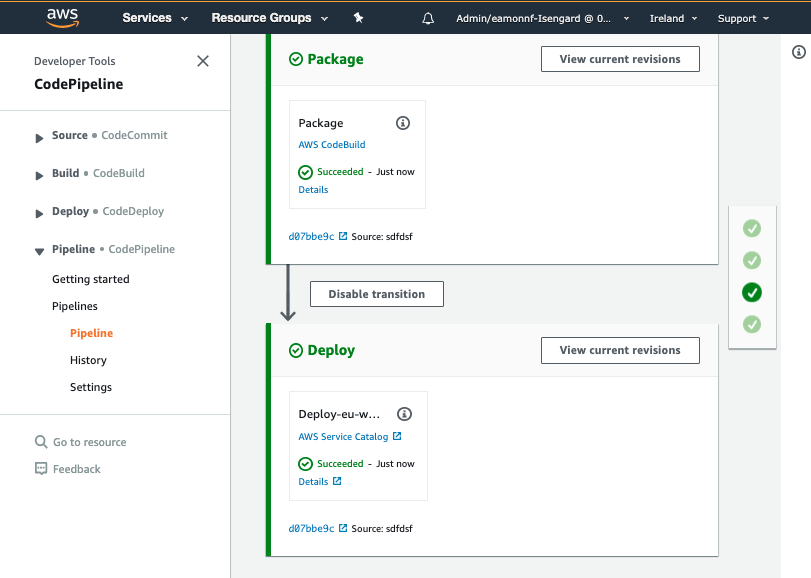 aws
Services
Resource Groups
Admin/eamonnf-Isengard @ 0...
Ireland
Support
Developer Tools
CodePipeline
Source • CodeCommit
Build • CodeBuild
Deploy • CodeDeploy
Pipeline • CodePipeline
Getting started
Pipelines
Pipeline
History
Settings
Go to resource
Feedback
Package
View current revisions
Package
AWS CodeBuild
Succeeded - Just now
Details
d07bbe9c Source: sdfdsf
Disable transition
Deploy
View current revisions
Deploy-eu-w...
AWS Service Catalog
Succeeded - Just now
Details
d07bbe9c Source: sdfdsf